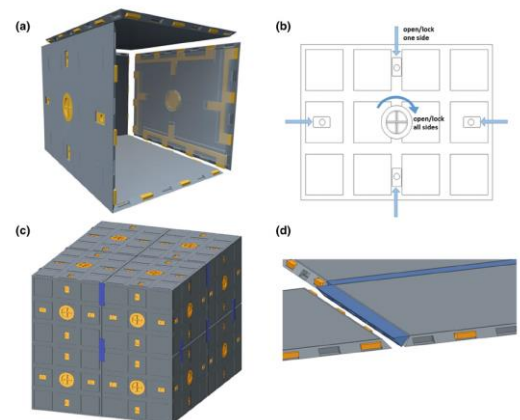 (a)
(b)
open/lock
one side
open/lock
all sides
(c)
(d)